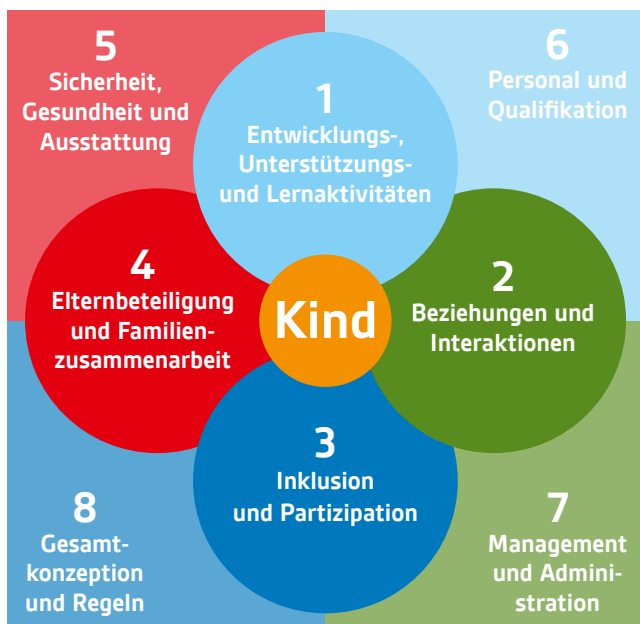 5
Sicherheit,
Gesundheit und
Ausstattung
6
Personal und
Qualifikation
1
Entwicklungs-,
Unterstützungs-
und Lernaktivitäten
4
Elternbeteiligung
und Familien-
zusammenarbeit
Kind
2
Beziehungen und
Interaktionen
3
Inklusion
und Partizipation
8
Gesamt-
konzeption
und Regeln
7
Management
und Admini-
stration